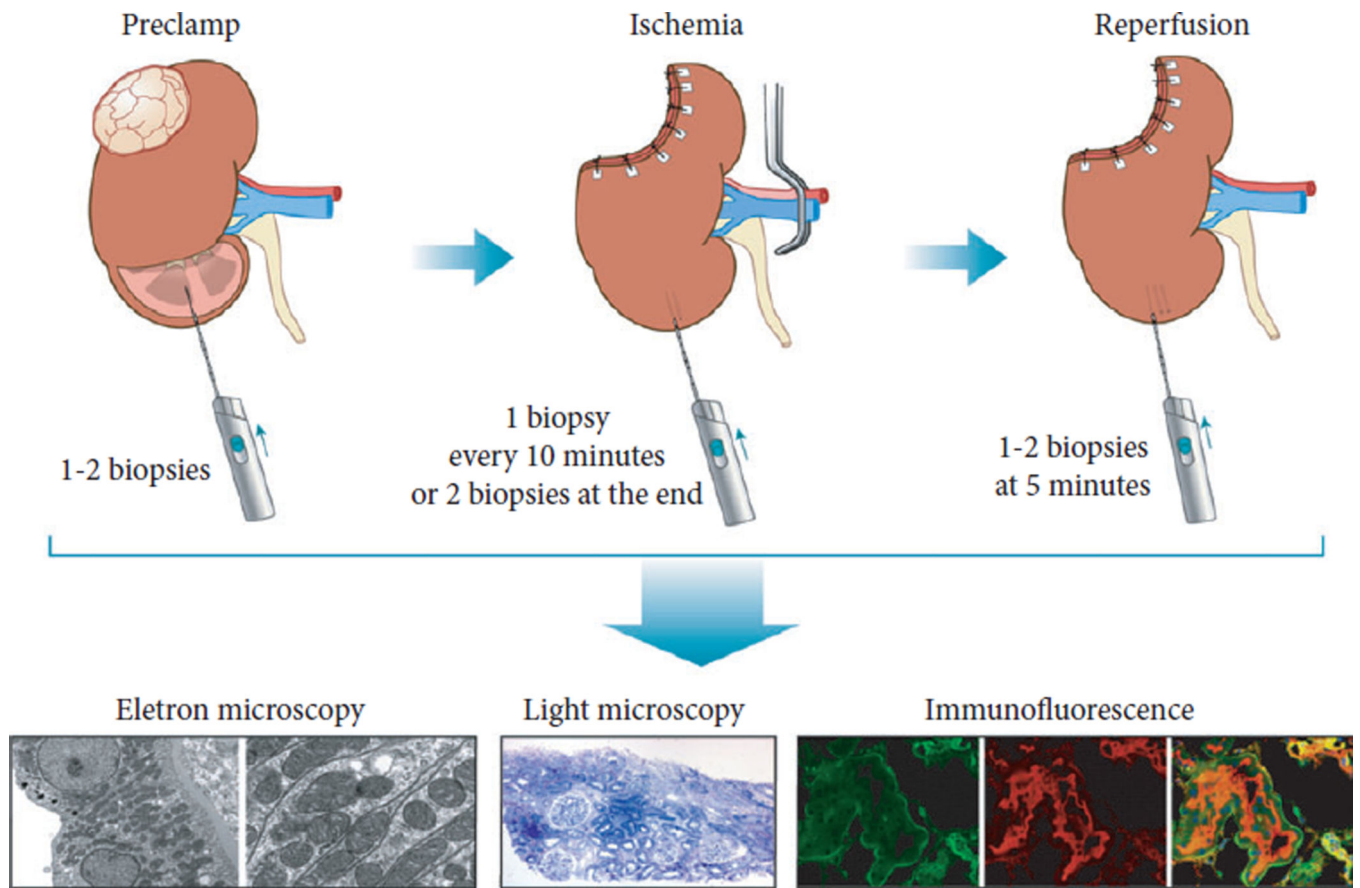 Preclamp
Ischemia
Reperfusion
1-2 biopsies
1 biopsy
every 10 minutes
or 2 biopsies at the end
1-2 biopsies
at 5 minutes
Eletron microscopy
Light microscopy
Immunofluorescence